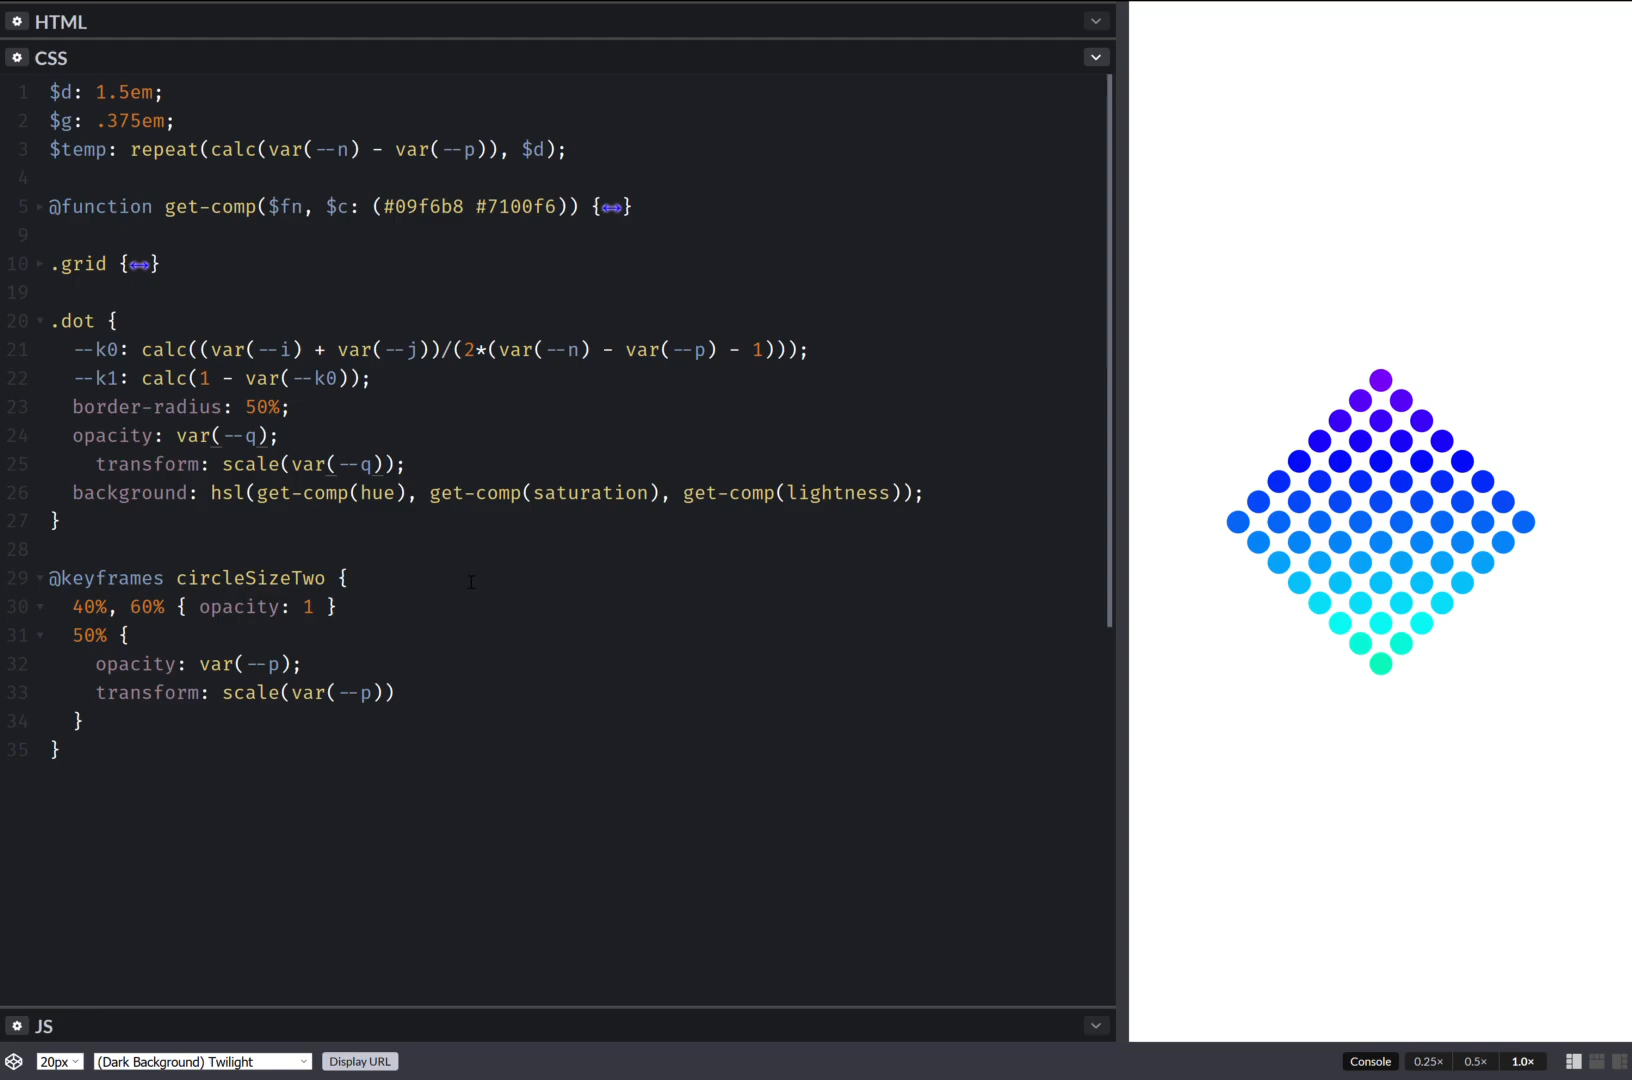 HTML
CSS
1 $d: 1.5em;
2 $g: .375em;
3 $temp: repeat(calc(var(--n) - var(--p)), $d);
4
5 @function get-comp($fn, $c: (#09f6b8 #7100f6)) {↔}
9
10 .grid {↔}
19
20 .dot {
21 --k0: calc((var(--i) + var(--j))/(2*(var(--n) - var(--p) - 1)));
22 --k1: calc(1 - var(--k0));
23 border-radius: 50%;
24 opacity: var(--q);
25 transform: scale(var(--q));
26 background: hsl(get-comp(hue), get-comp(saturation), get-comp(lightness));
27 }
28
29 @keyframes circleSizeTwo {
30 40%, 60% { opacity: 1 }
31 50% {
32 opacity: var(--p);
33 transform: scale(var(--p))
34 }
35 }
JS
20px (Dark Background) Twilight Display URL Console 0.25× 0.5× 1.0×